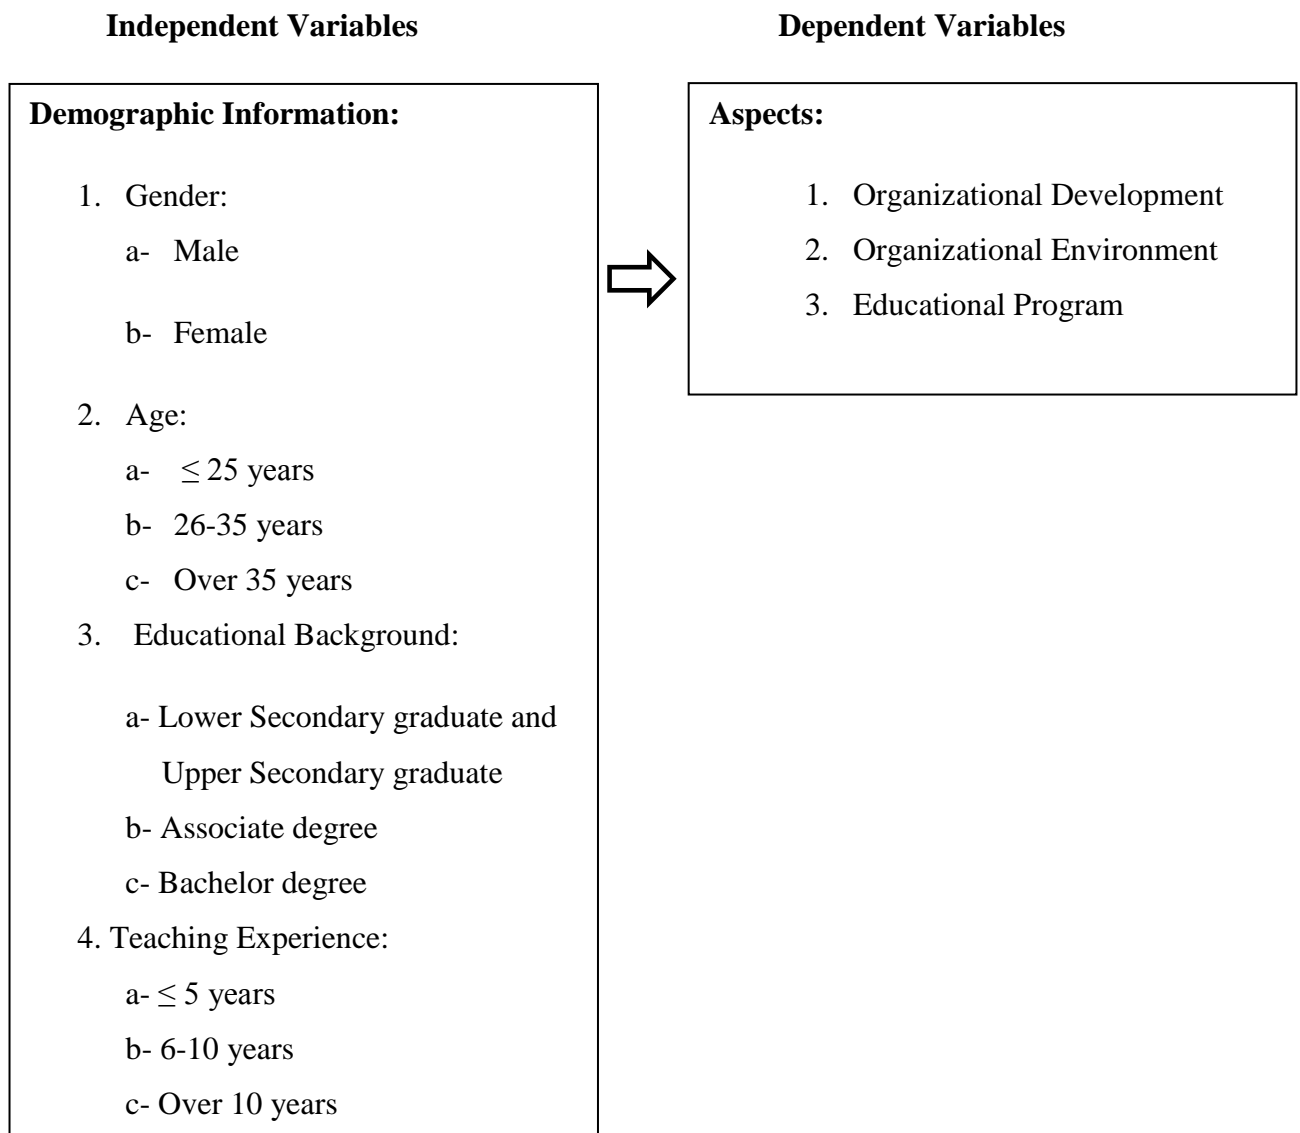 Independent Variables
Dependent Variables
Demographic Information:
1. Gender:
a- Male
b- Female
2. Age:
a- ≤ 25 years
b- 26-35 years
c- Over 35 years
3. Educational Background:
a- Lower Secondary graduate and
Upper Secondary graduate
b- Associate degree
c- Bachelor degree
4. Teaching Experience:
a- ≤ 5 years
b- 6-10 years
c- Over 10 years
Aspects:
1. Organizational Development
2. Organizational Environment
3. Educational Program